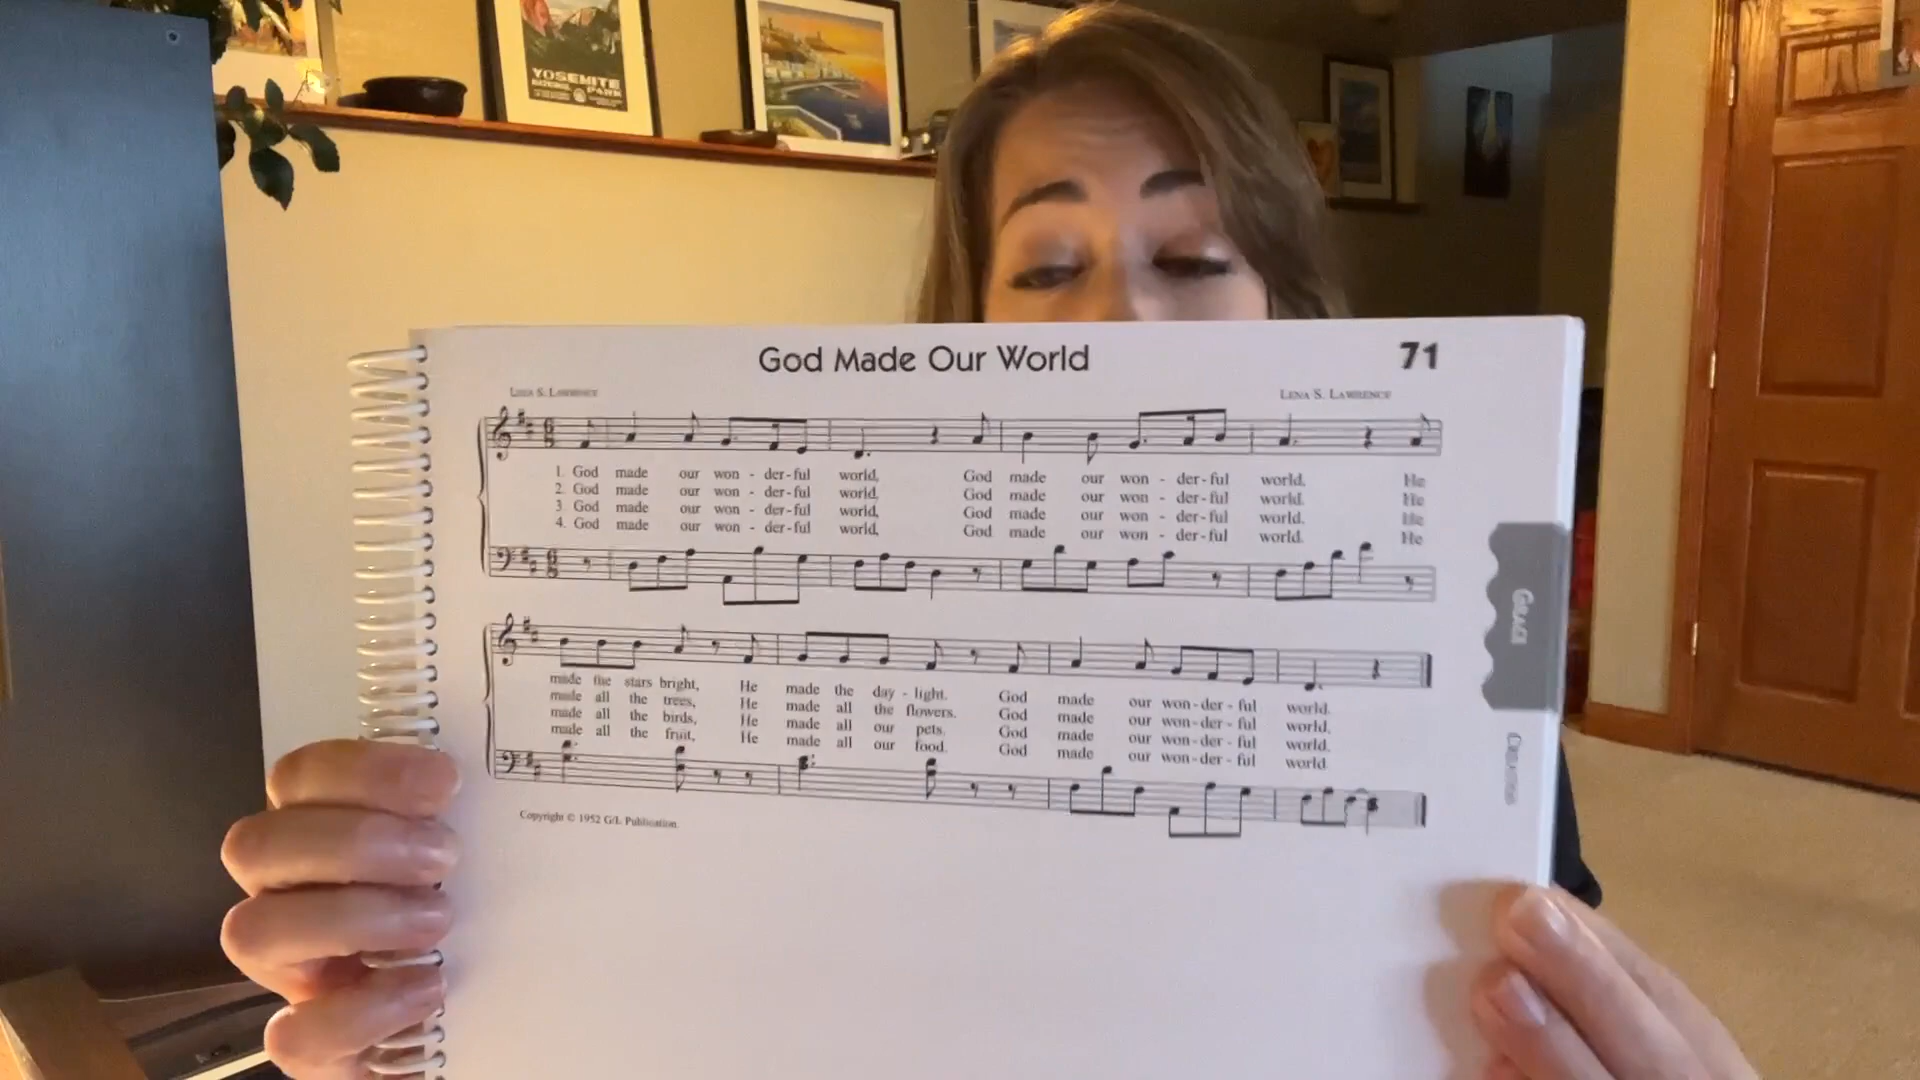 YOSEMITE
PARK
God Made Our World
71
LENA S. LAWRENCE
LENA S. LAWRENCE
6
8
1. God made our won - der - ful world, God made our won - der - ful world. He
2. God made our won - der - ful world, God made our won - der - ful world. He
3. God made our won - der - ful world, God made our won - der - ful world. He
4. God made our won - der - ful world, God made our won - der - ful world. He
6
8
made the stars bright, He made the day - light. God made our won - der - ful world.
made all the trees, He made all the flowers. God made our won - der - ful world.
made all the birds, He made all our pets. God made our won - der - ful world.
made all the fruit, He made all our food. God made our won - der - ful world.
Copyright © 1952 G/L Publication.